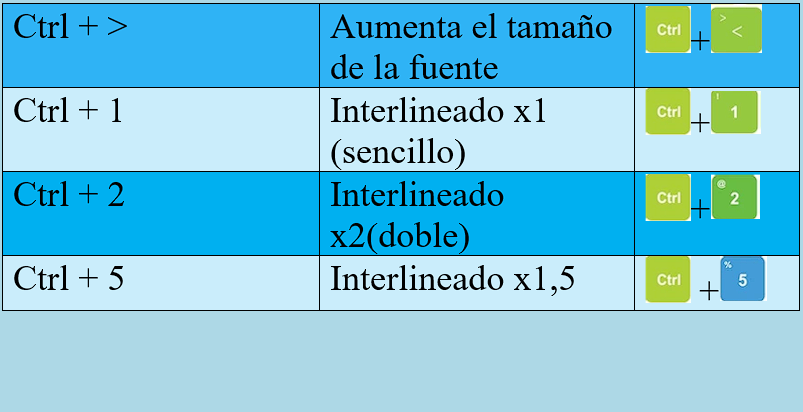 Ctrl + >
Aumenta el tamaño
de la fuente
Ctrl + > <
Ctrl + 1
Interlineado x1
(sencillo)
Ctrl + ! 1
Ctrl + 2
Interlineado
x2(doble)
Ctrl + @ 2
Ctrl + 5
Interlineado x1,5
Ctrl + % 5